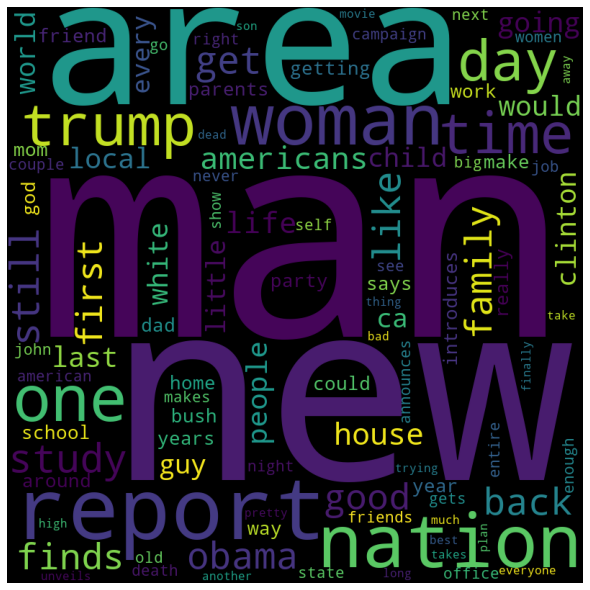 area
world
friend
every
go
right
son
movie
campaign
getting
parents
get
next
going
women
away
day
work
would
trump
woman
time
mom
couple
local
dead
americans
never
child
big
make
job
man
god
still
first
white
little
show
life
self
like
see
says
thing
party
ca
bad
introduces
family
really
clinton
take
dad
john
last
american
new
one
school
home
makes
bush
years
guy
people
could
house
announces
finally
study
around
night
trying
entire
enough
report
high
pretty
way
good
friends
year
gets
much
best
takes
plan
back
nation
finds
old
death
unveils
obama
another
state
long
office
everyone